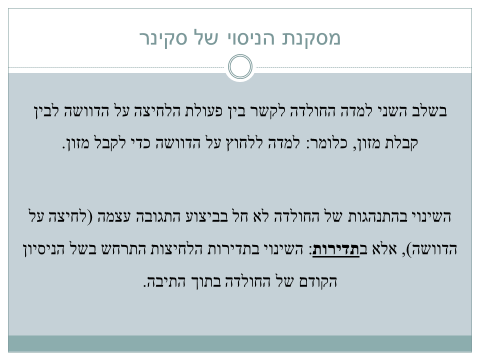 מסקנת הניסוי של סקינר
בשלב השני למדה החולדה לקשר בין פעולת הלחיצה על הדוושה לבין
קבלת מזון, כלומר: למדה ללחוץ על הדוושה כדי לקבל מזון.
השינוי בהתנהגות של החולדה לא חל בביצוע התגובה עצמה (לחיצה על
הדוושה), אלא בתדירות: השינוי בתדירות הלחיצות התרחש בשל הניסיון
הקודם של החולדה בתוך התיבה.